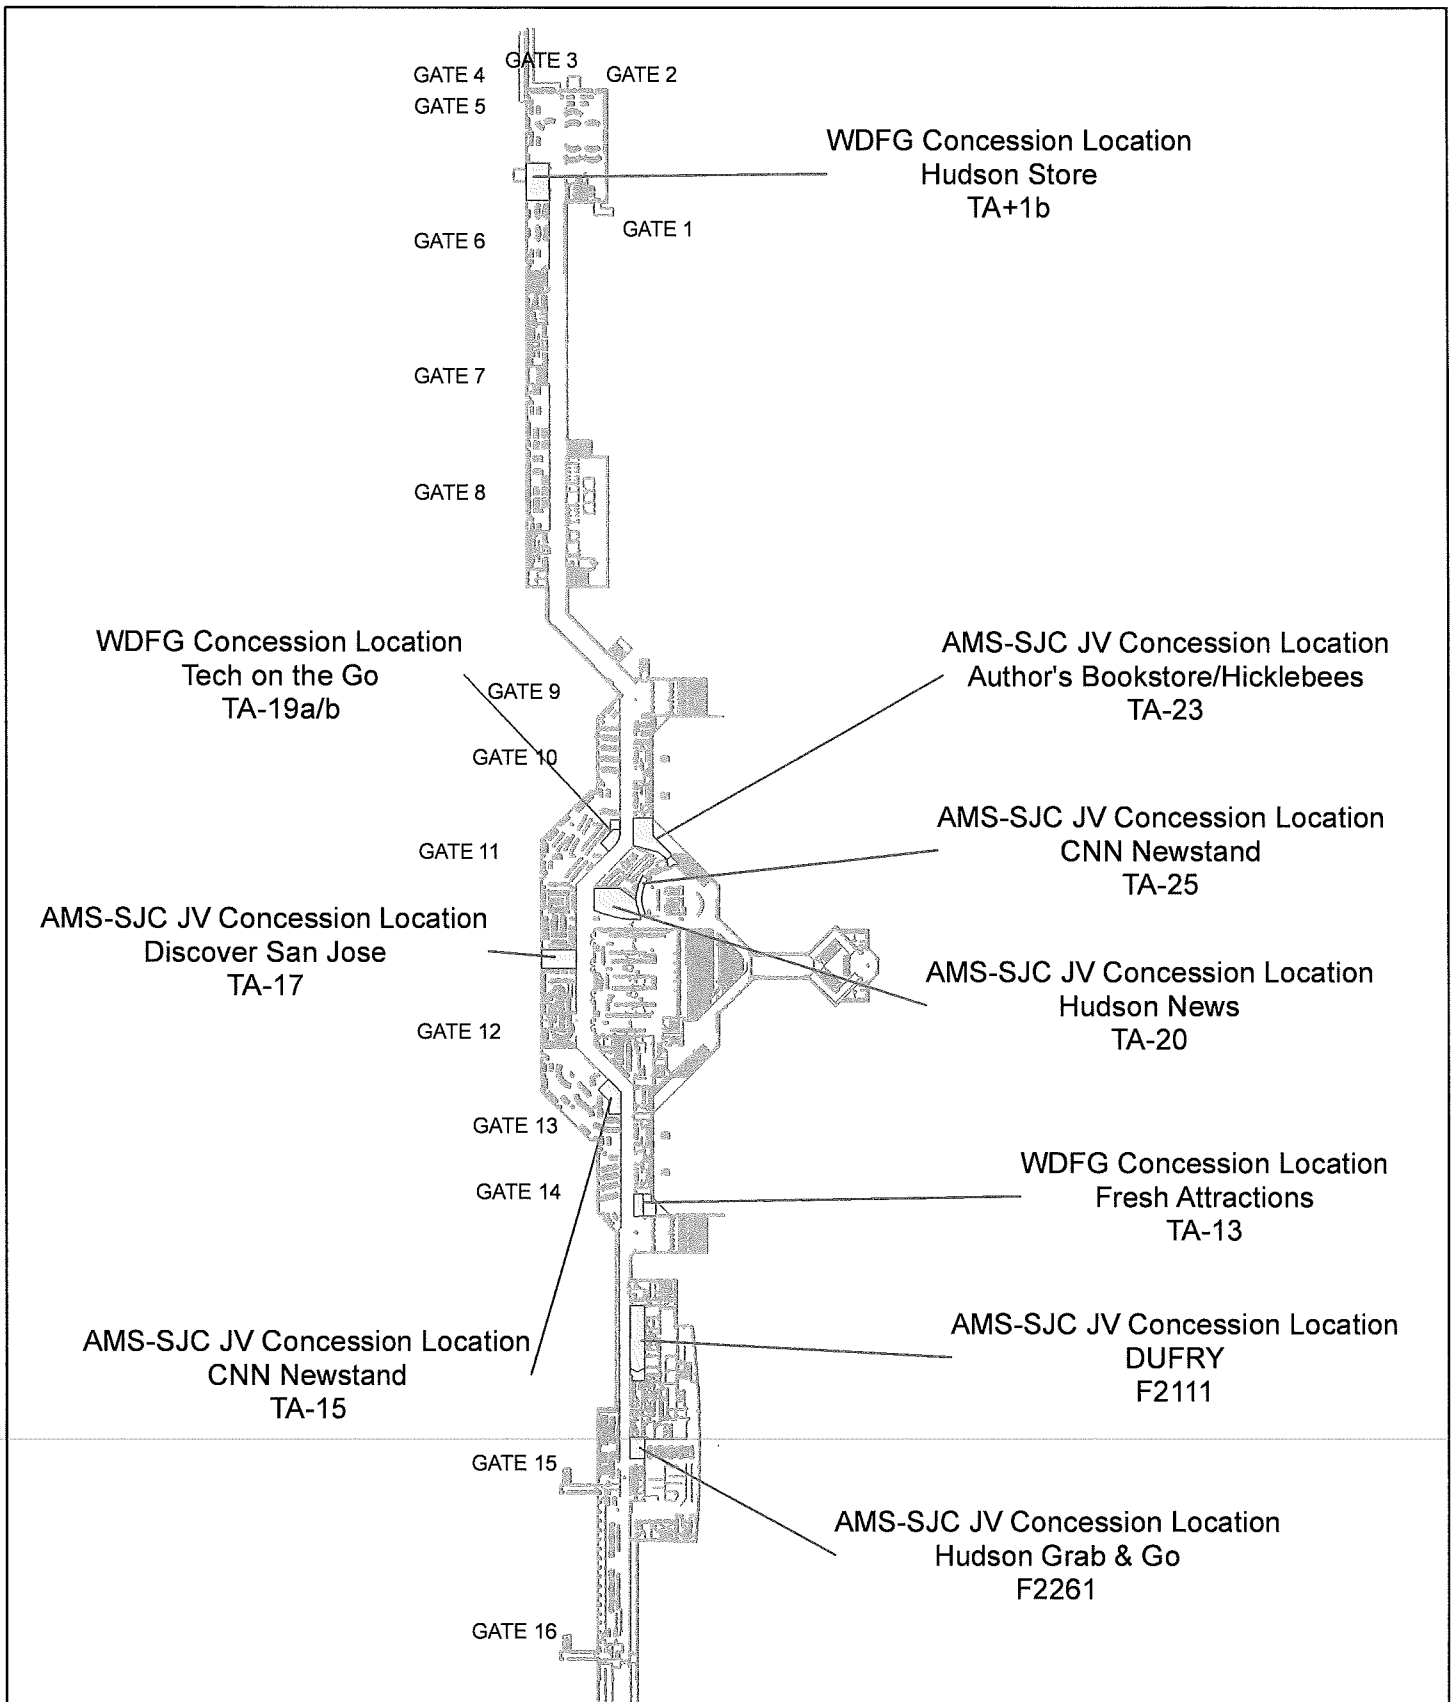 GATE 3
GATE 4
GATE 2
GATE 5
WDFG Concession Location
Hudson Store
TA+1b
GATE 1
GATE 6
GATE 7
GATE 8
WDFG Concession Location
Tech on the Go
TA-19a/b
GATE 9
AMS-SJC JV Concession Location
Author's Bookstore/Hicklebees
TA-23
GATE 10
GATE 11
AMS-SJC JV Concession Location
CNN Newstand
TA-25
AMS-SJC JV Concession Location
Discover San Jose
TA-17
AMS-SJC JV Concession Location
Hudson News
TA-20
GATE 12
GATE 13
GATE 14
WDFG Concession Location
Fresh Attractions
TA-13
AMS-SJC JV Concession Location
CNN Newstand
TA-15
AMS-SJC JV Concession Location
DUFRY
F2111
GATE 15
AMS-SJC JV Concession Location
Hudson Grab & Go
F2261
GATE 16